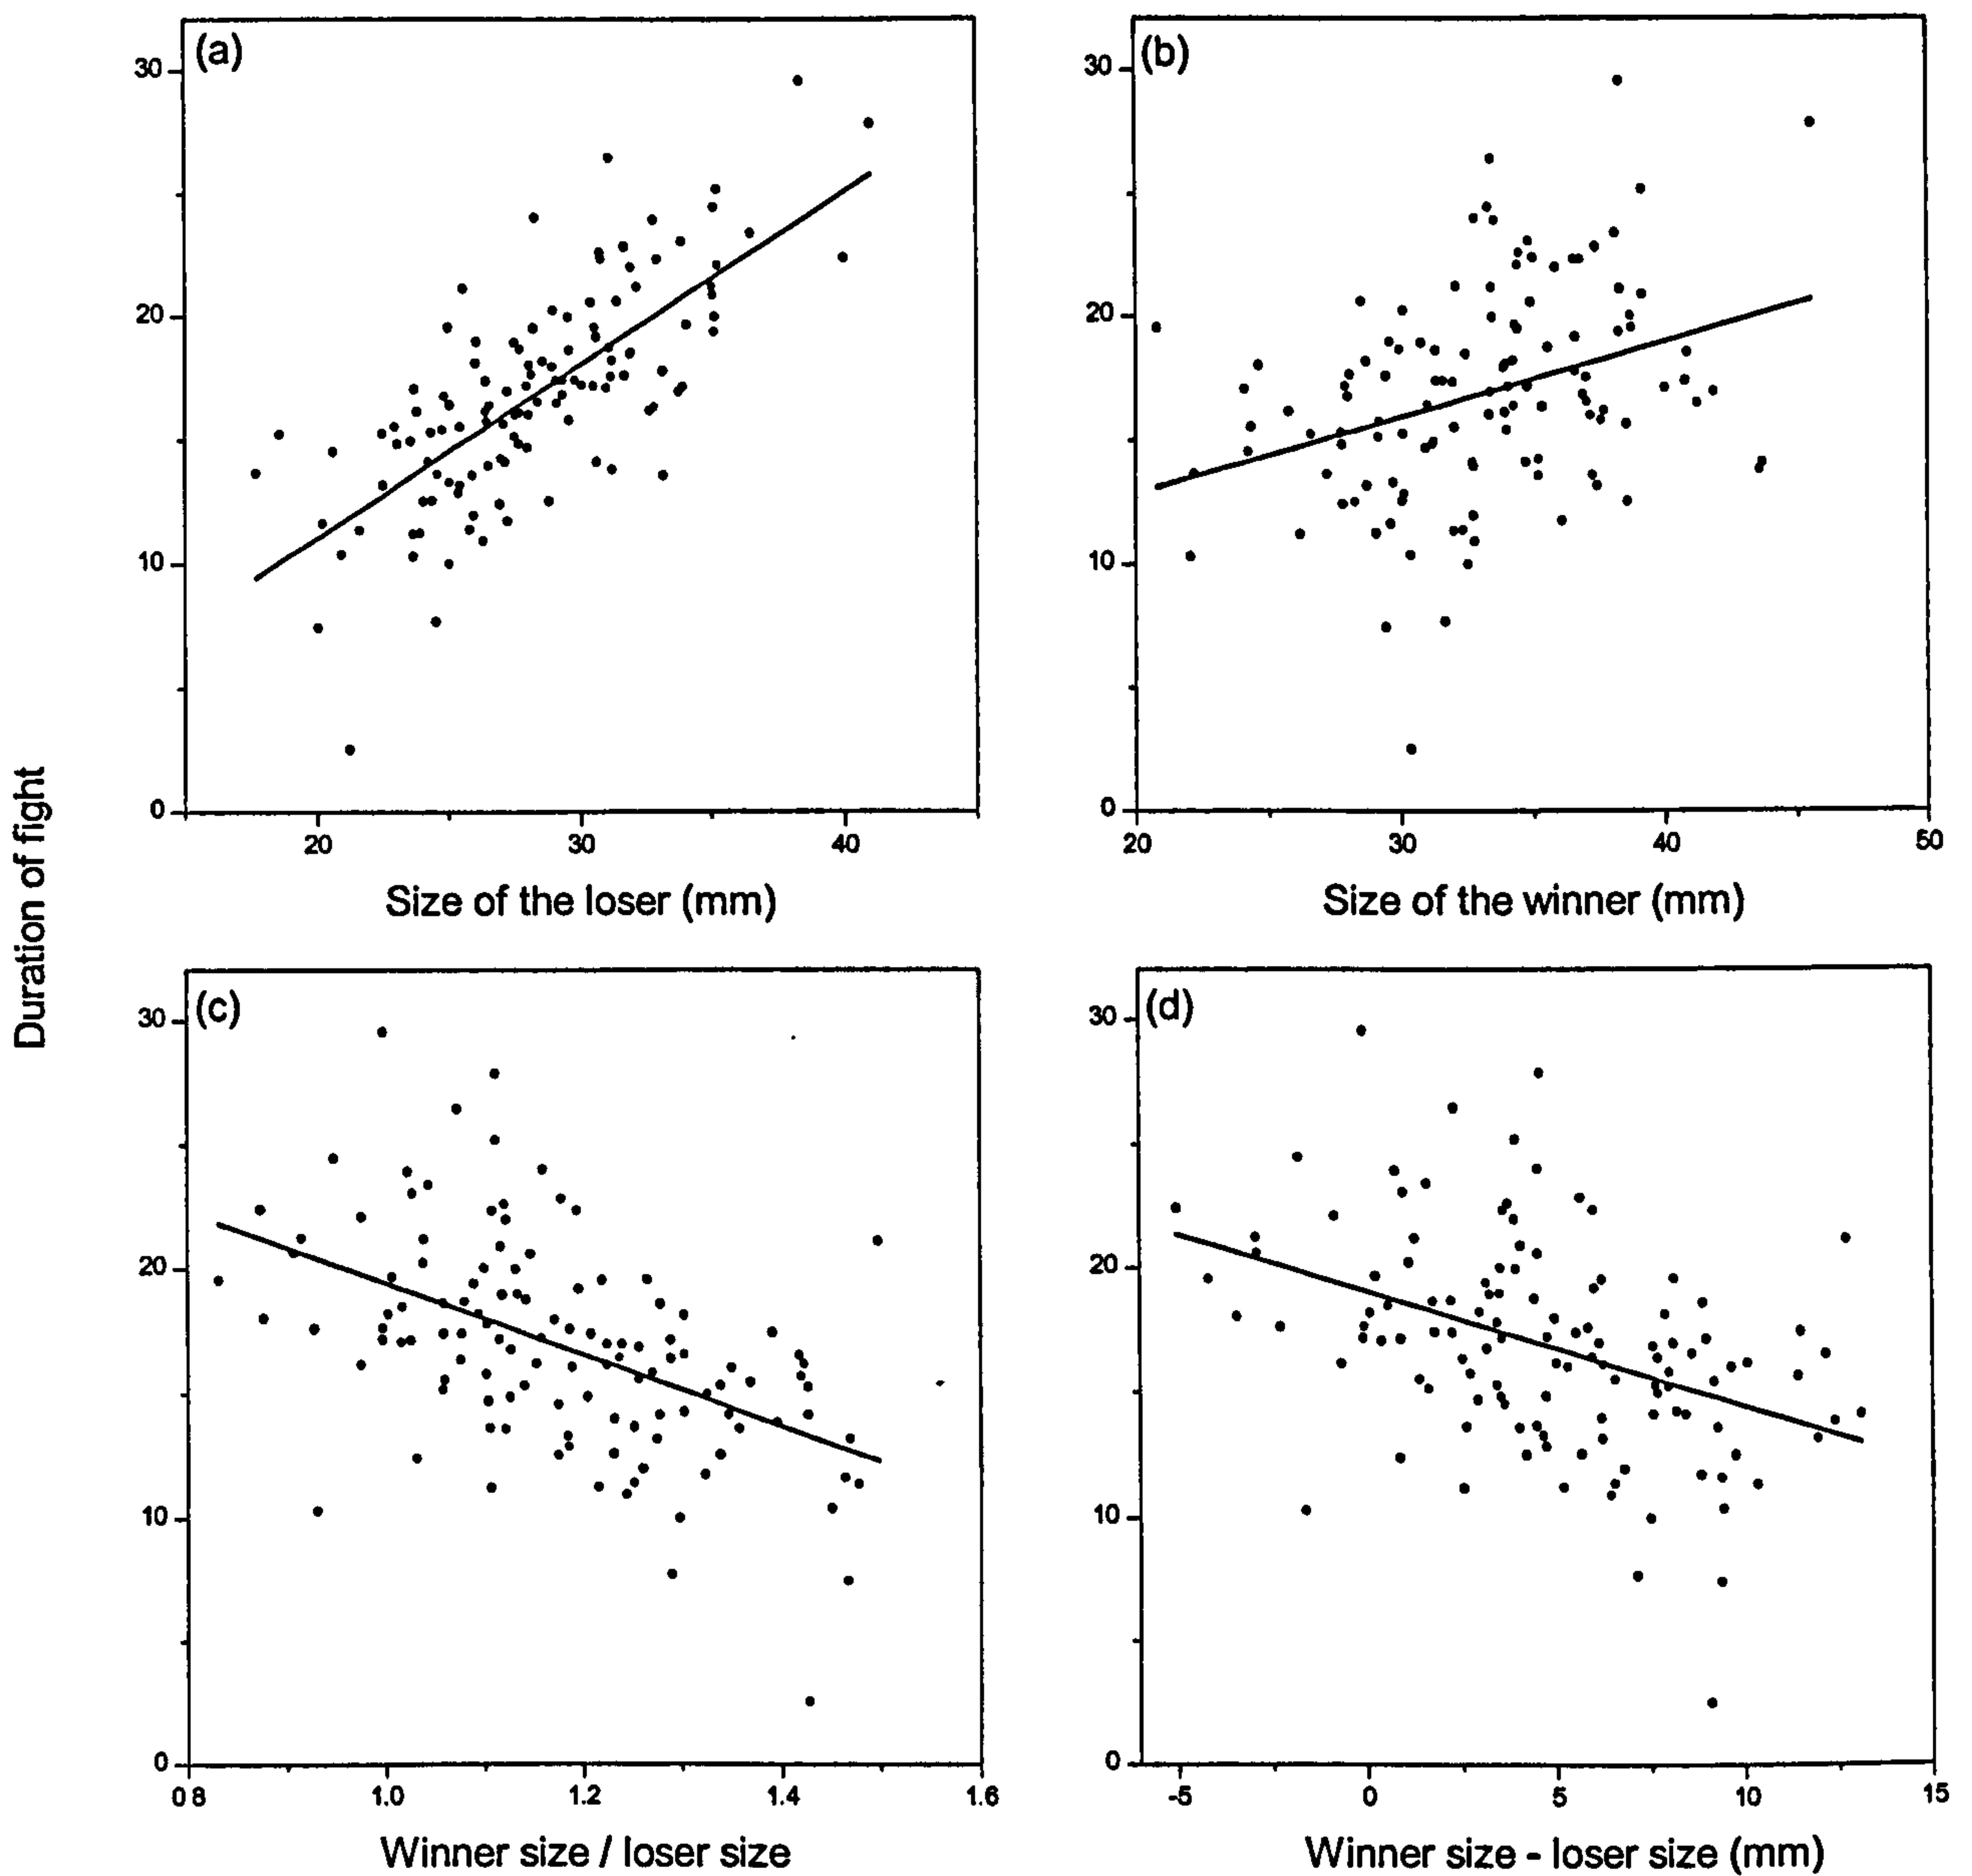 Duration of fight
(a)
30
20
10
0
20 30 40
Size of the loser (mm)
(b)
30
20
10
0
20 30 40 50
Size of the winner (mm)
(c)
30
20
10
0
0 8 1.0 1.2 1.4 1.6
Winner size / loser size
(d)
30
20
10
0
-5 0 5 10 15
Winner size - loser size (mm)